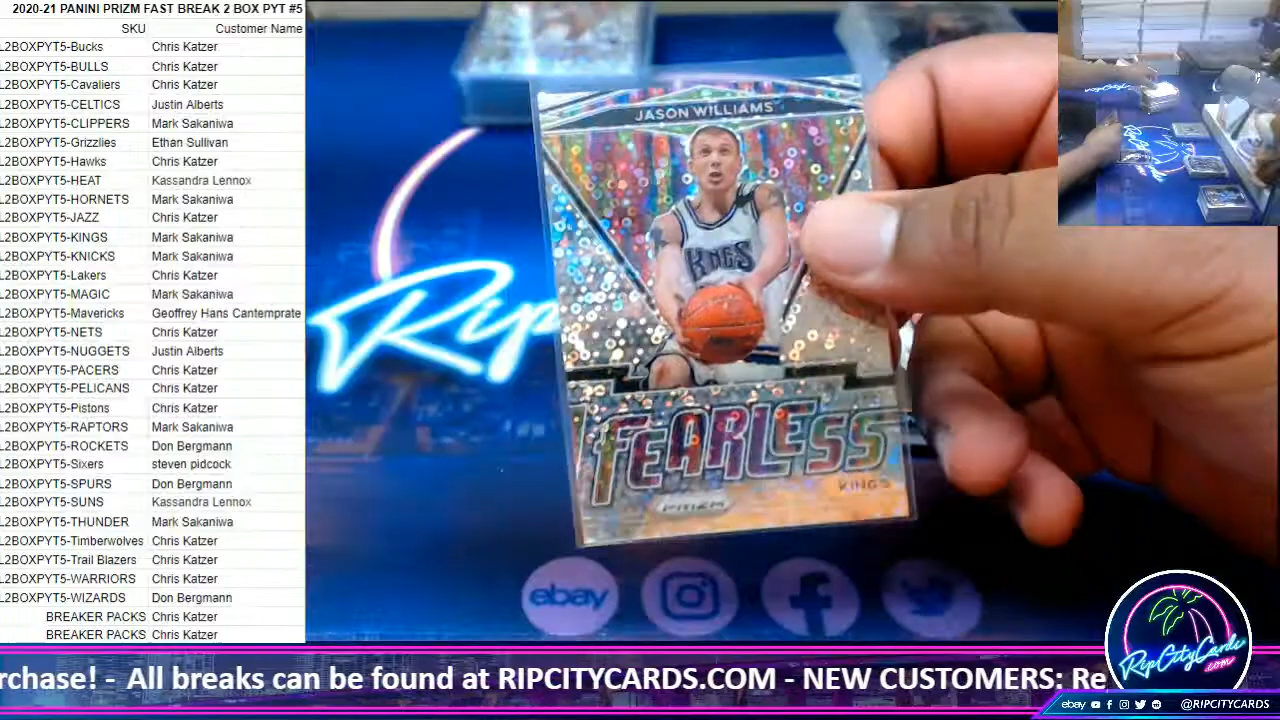 2020-21 PANINI PRIZM FAST BREAK 2 BOX PYT #5
SKU Customer Name
L2BOXPYT5-Bucks Chris Katzer
L2BOXPYT5-BULLS Chris Katzer
L2BOXPYT5-Cavaliers Chris Katzer
L2BOXPYT5-CELTICS Justin Alberts
L2BOXPYT5-CLIPPERS Mark Sakaniwa
L2BOXPYT5-Grizzlies Ethan Sullivan
L2BOXPYT5-Hawks Chris Katzer
L2BOXPYT5-HEAT Kassandra Lennox
L2BOXPYT5-HORNETS Mark Sakaniwa
L2BOXPYT5-JAZZ Chris Katzer
L2BOXPYT5-KINGS Mark Sakaniwa
L2BOXPYT5-KNICKS Mark Sakaniwa
L2BOXPYT5-Lakers Chris Katzer
L2BOXPYT5-MAGIC Mark Sakaniwa
L2BOXPYT5-Mavericks Geoffrey Hans Cantemprate
L2BOXPYT5-NETS Chris Katzer
L2BOXPYT5-NUGGETS Justin Alberts
L2BOXPYT5-PACERS Chris Katzer
L2BOXPYT5-PELICANS Chris Katzer
L2BOXPYT5-Pistons Chris Katzer
L2BOXPYT5-RAPTORS Mark Sakaniwa
L2BOXPYT5-ROCKETS Don Bergmann
L2BOXPYT5-Sixers steven pidcock
L2BOXPYT5-SPURS Don Bergmann
L2BOXPYT5-SUNS Kassandra Lennox
L2BOXPYT5-THUNDER Mark Sakaniwa
L2BOXPYT5-Timberwolves Chris Katzer
L2BOXPYT5-Trail Blazers Chris Katzer
L2BOXPYT5-WARRIORS Chris Katzer
L2BOXPYT5-WIZARDS Don Bergmann
BREAKER PACKS Chris Katzer
BREAKER PACKS Chris Katzer
JASON WILLIAMS
KINGS
FEARLESS
KINGS
PRIZM
Rip
ebay
RipCityCards
.com
rchase! - All breaks can be found at RIPCITYCARDS.COM - NEW CUSTOMERS: Re
ebay @RIPCITYCARDS